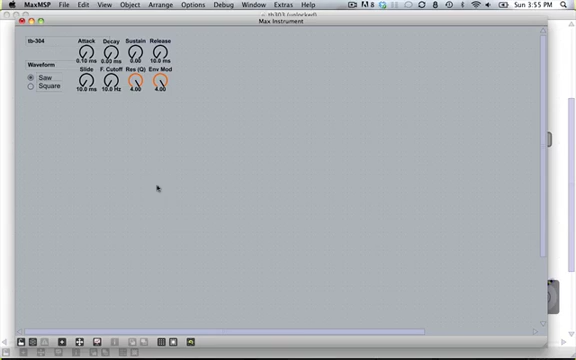 MaxMSP File Edit View Object Arrange Options Debug Window Extras Help 8 Sun 3:55 PM
Max Instrument
tb-304
Attack Decay Sustain Release
0.10 ms 0.00 ms 0.00 10.0 ms
Waveform
Slide F. Cutoff Res (Q) Env Mod
Saw
Square
10.0 ms 10.0 Hz 4.00 4.00